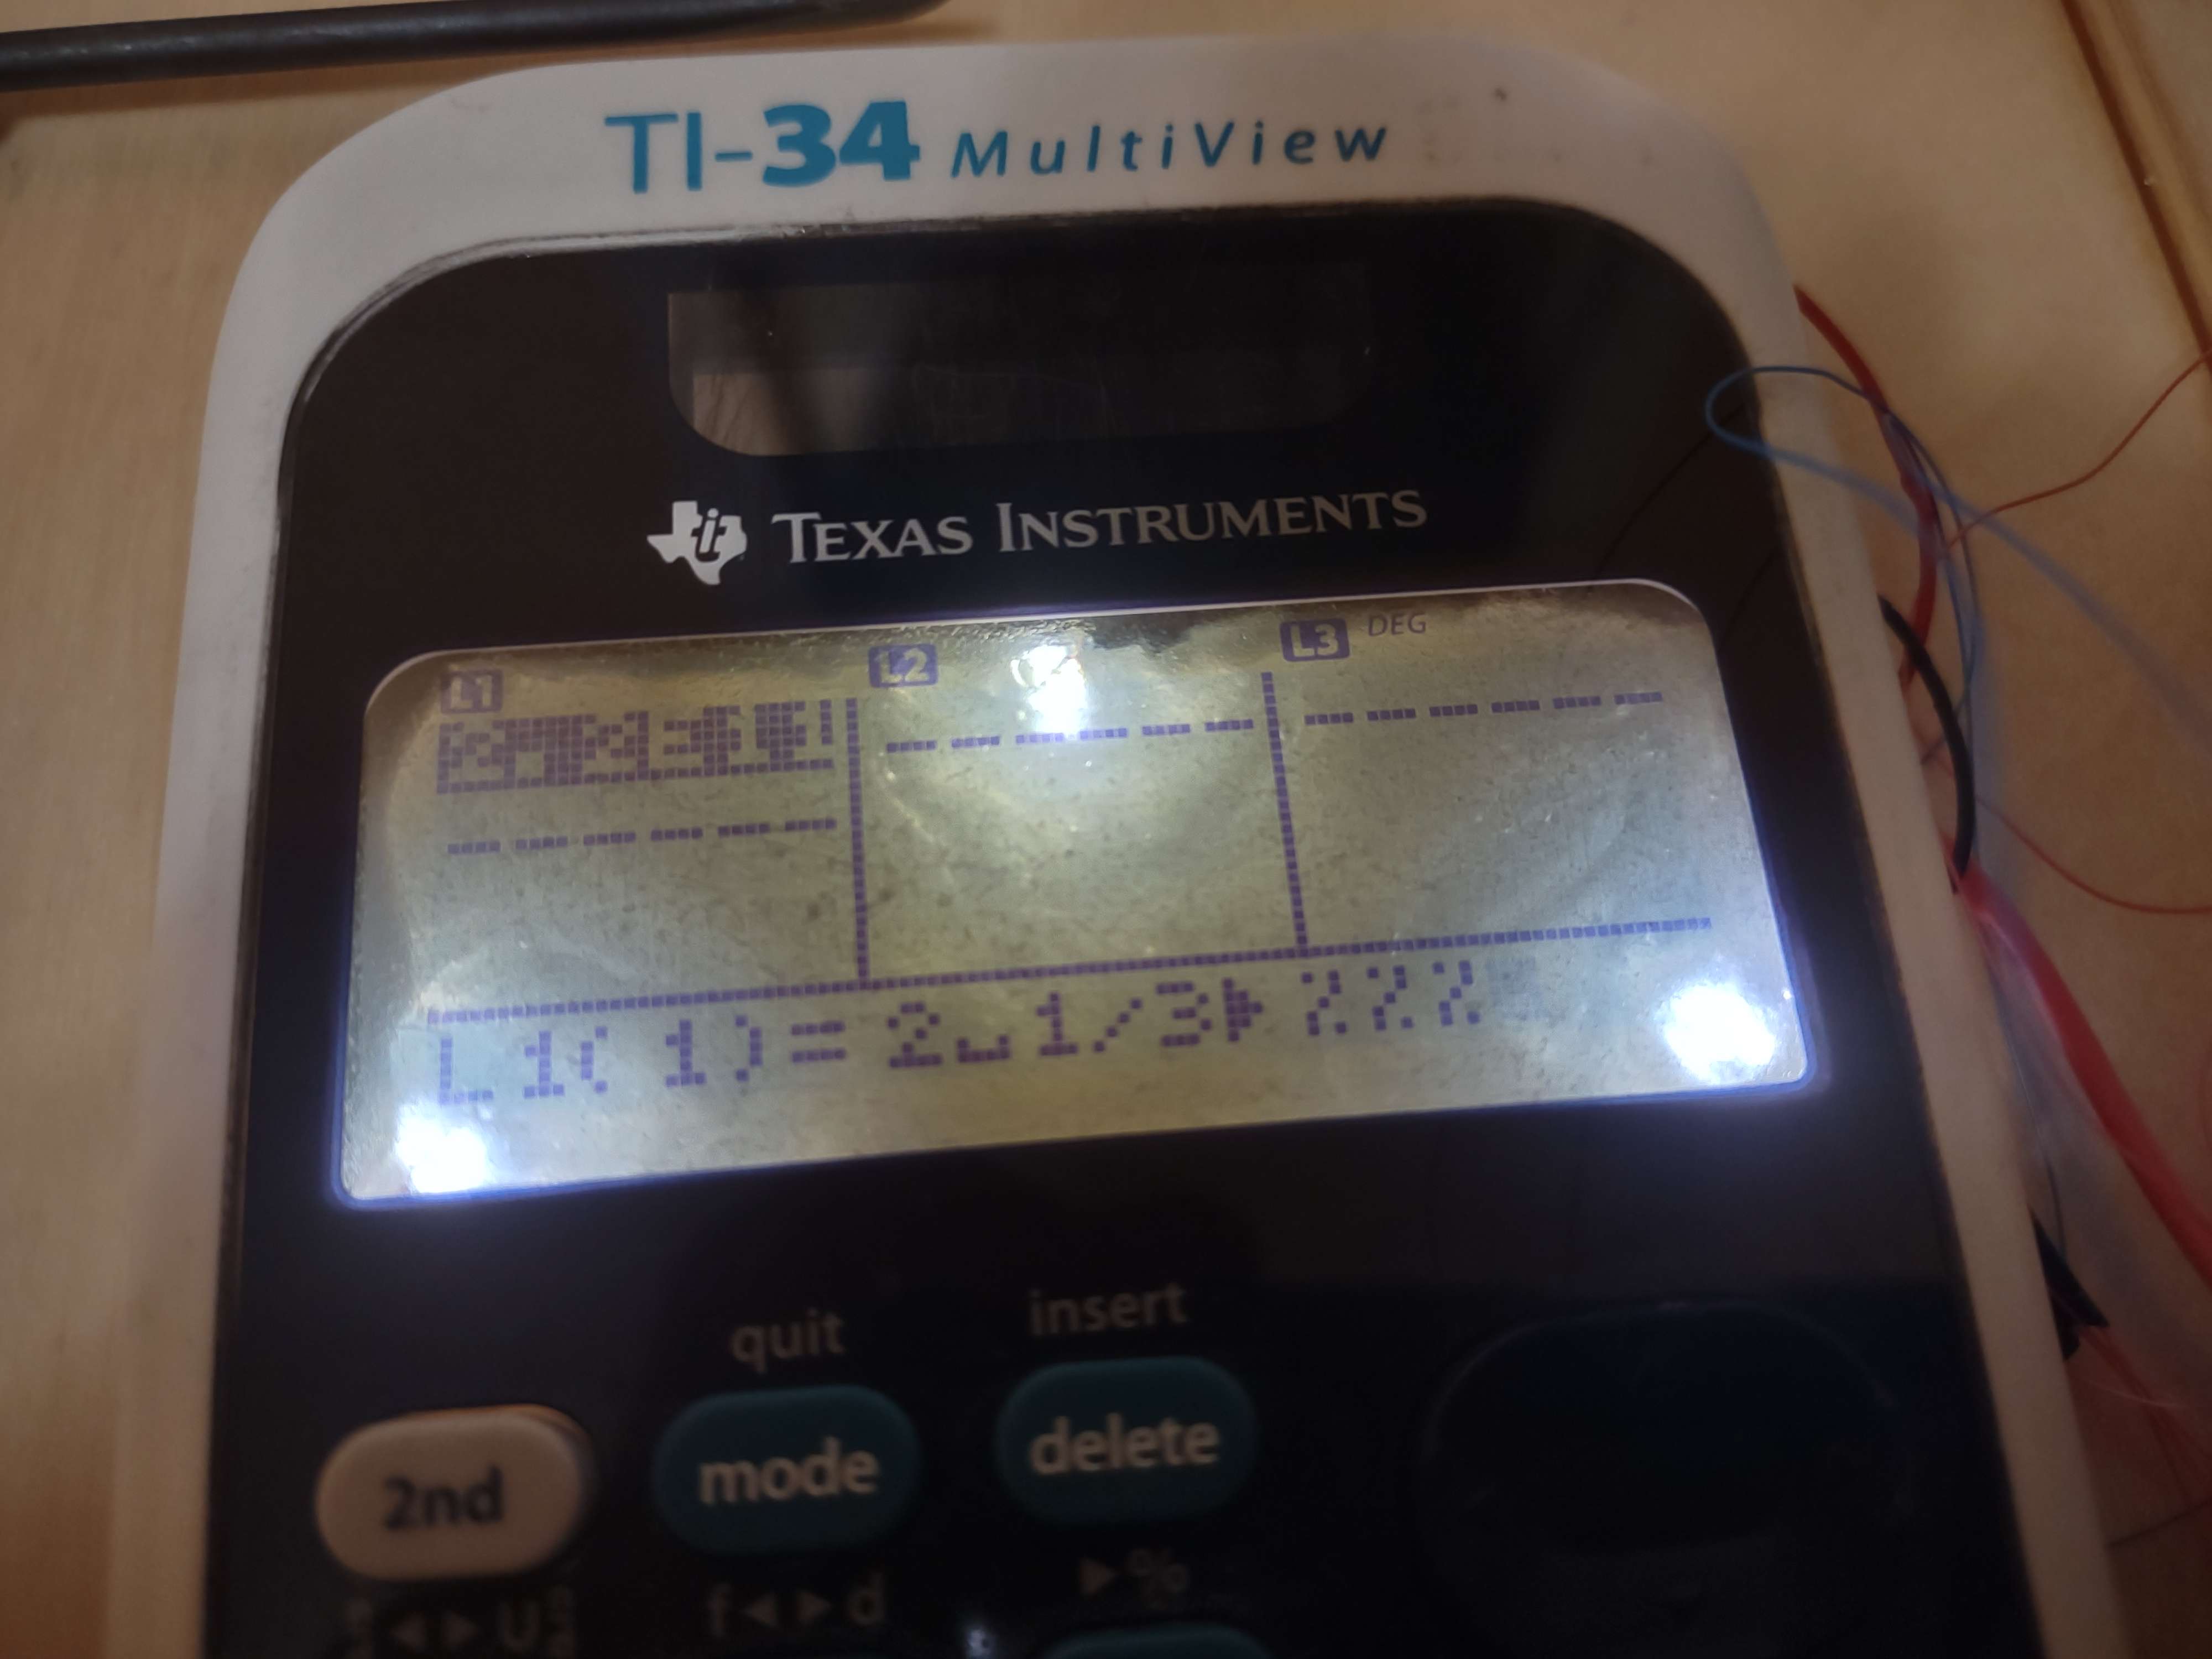 TI-34 MultiView
TEXAS INSTRUMENTS
L1 L2 L3 DEG
L1(1)=2⌴1/3▶%%%
quit insert
2nd mode delete
◄ ► U f◄ ►d ►%